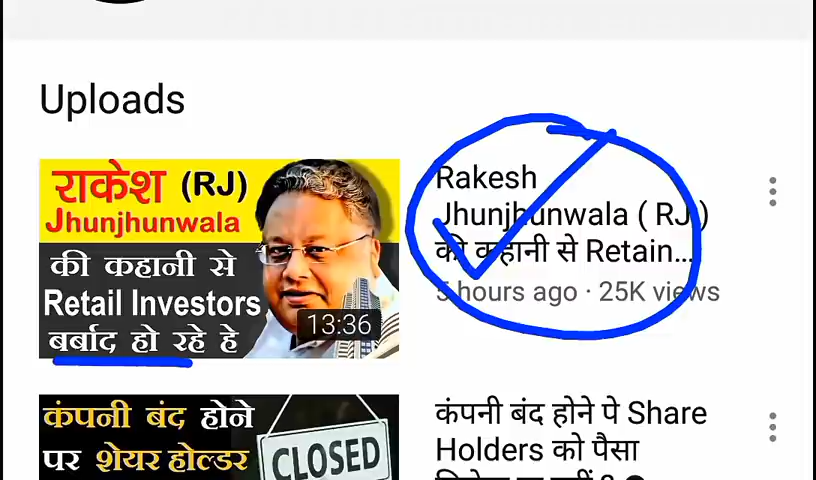 Uploads
राकेश (RJ)
Jhunjhunwala
की कहानी से
Retail Investors
बर्बाद हो रहे हे
13:36
Rakesh
Jhunjhunwala ( RJ )
की कहानी से Retain...
5 hours ago · 25K views
कंपनी बंद होने
पर शेयर होल्डर
CLOSED
कंपनी बंद होने पे Share
Holders को पैसा